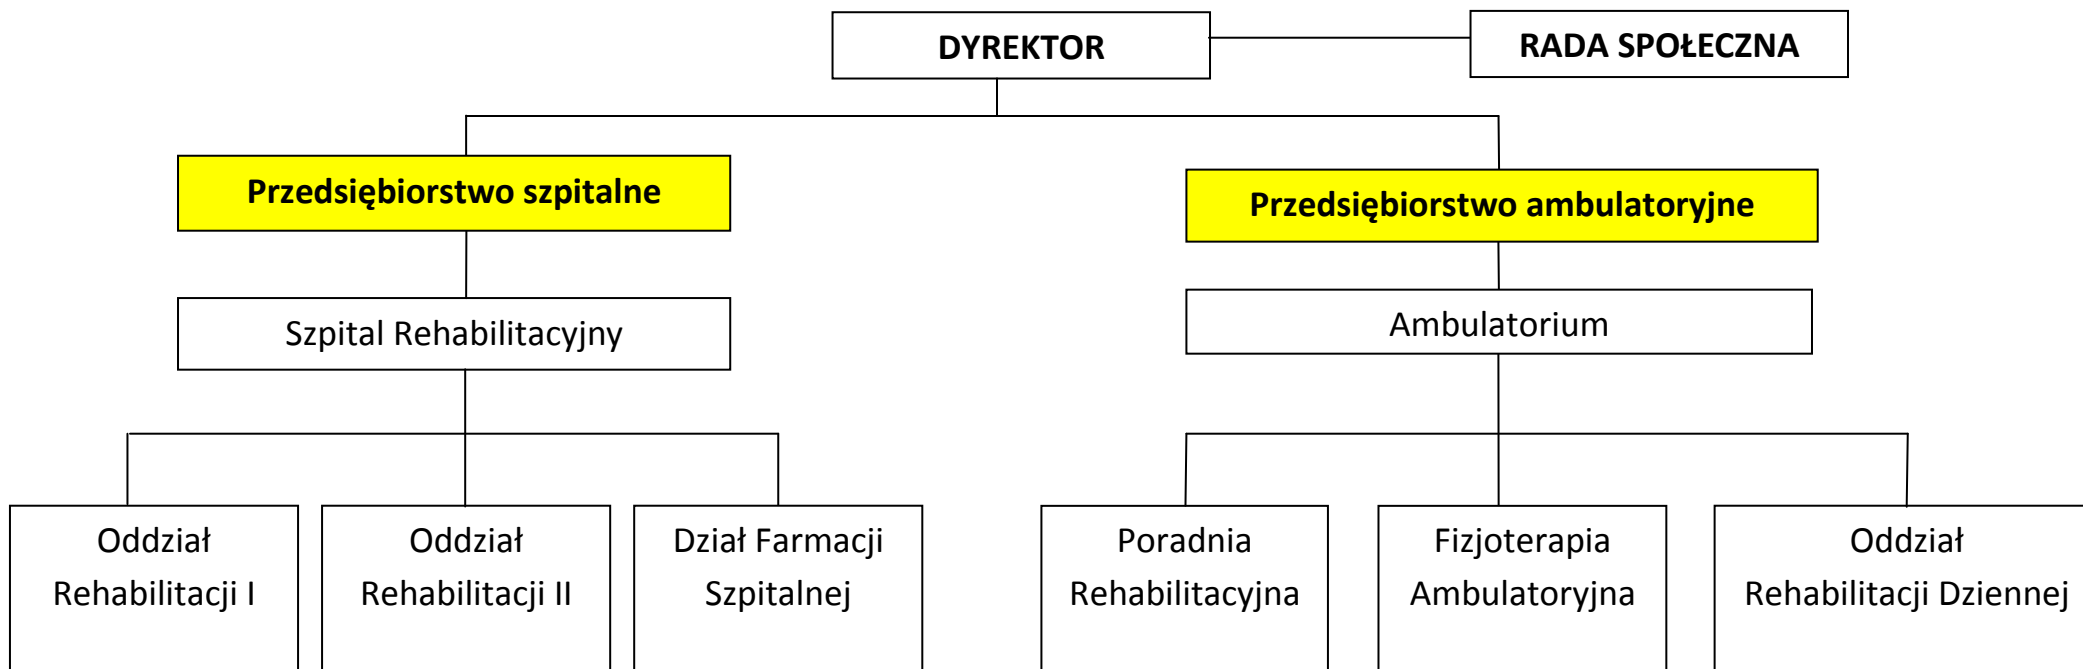 DYREKTOR
RADA SPOŁECZNA
Przedsiębiorstwo szpitalne
Przedsiębiorstwo ambulatoryjne
Szpital Rehabilitacyjny
Ambulatorium
Oddział
Rehabilitacji I
Oddział
Rehabilitacji II
Dział Farmacji
Szpitalnej
Poradnia
Rehabilitacyjna
Fizjoterapia
Ambulatoryjna
Oddział
Rehabilitacji Dziennej